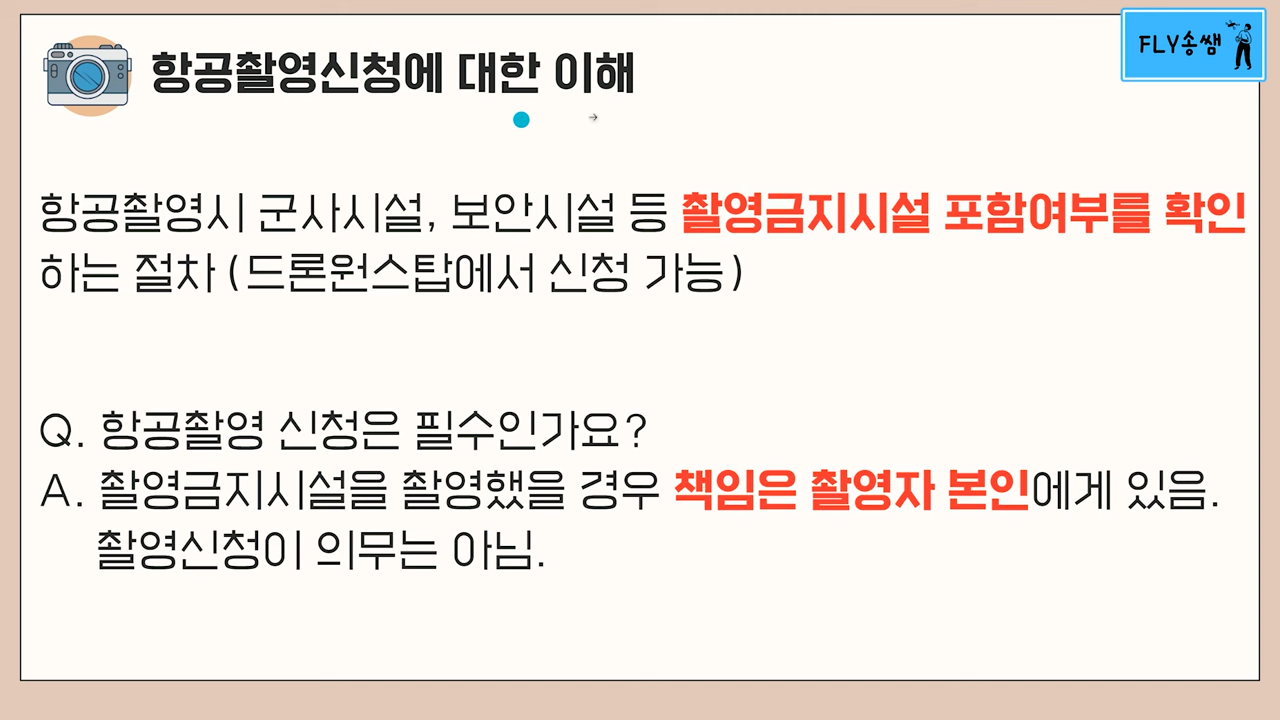 항공촬영신청에 대한 이해
FLY송쌤
항공촬영시 군사시설, 보안시설 등 촬영금지시설 포함여부를 확인
하는 절차 (드론원스탑에서 신청 가능)
Q. 항공촬영 신청은 필수인가요?
A. 촬영금지시설을 촬영했을 경우 책임은 촬영자 본인에게 있음.
촬영신청이 의무는 아님.